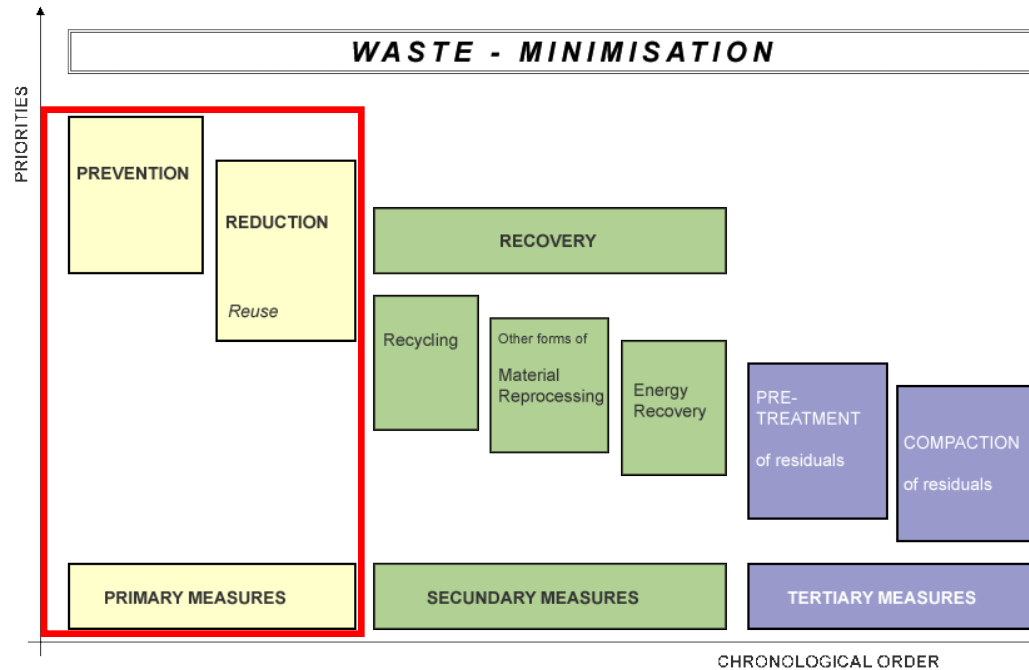 WASTE - MINIMISATION
PRIORITIES
PREVENTION
REDUCTION
Reuse
RECOVERY
Recycling
Other forms of
Material
Reprocessing
Energy
Recovery
PRE-
TREATMENT
of residuals
COMPACTION
of residuals
PRIMARY MEASURES
SECUNDARY MEASURES
TERTIARY MEASURES
CHRONOLOGICAL ORDER